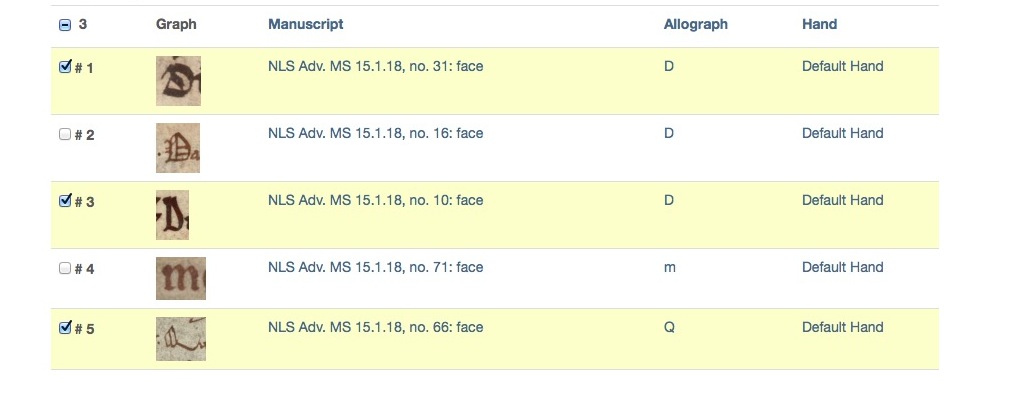 3 Graph Manuscript Allograph Hand
# 1 D NLS Adv. MS 15.1.18, no. 31: face D Default Hand
# 2 D NLS Adv. MS 15.1.18, no. 16: face D Default Hand
# 3 D NLS Adv. MS 15.1.18, no. 10: face D Default Hand
# 4 m NLS Adv. MS 15.1.18, no. 71: face m Default Hand
# 5 Q NLS Adv. MS 15.1.18, no. 66: face Q Default Hand